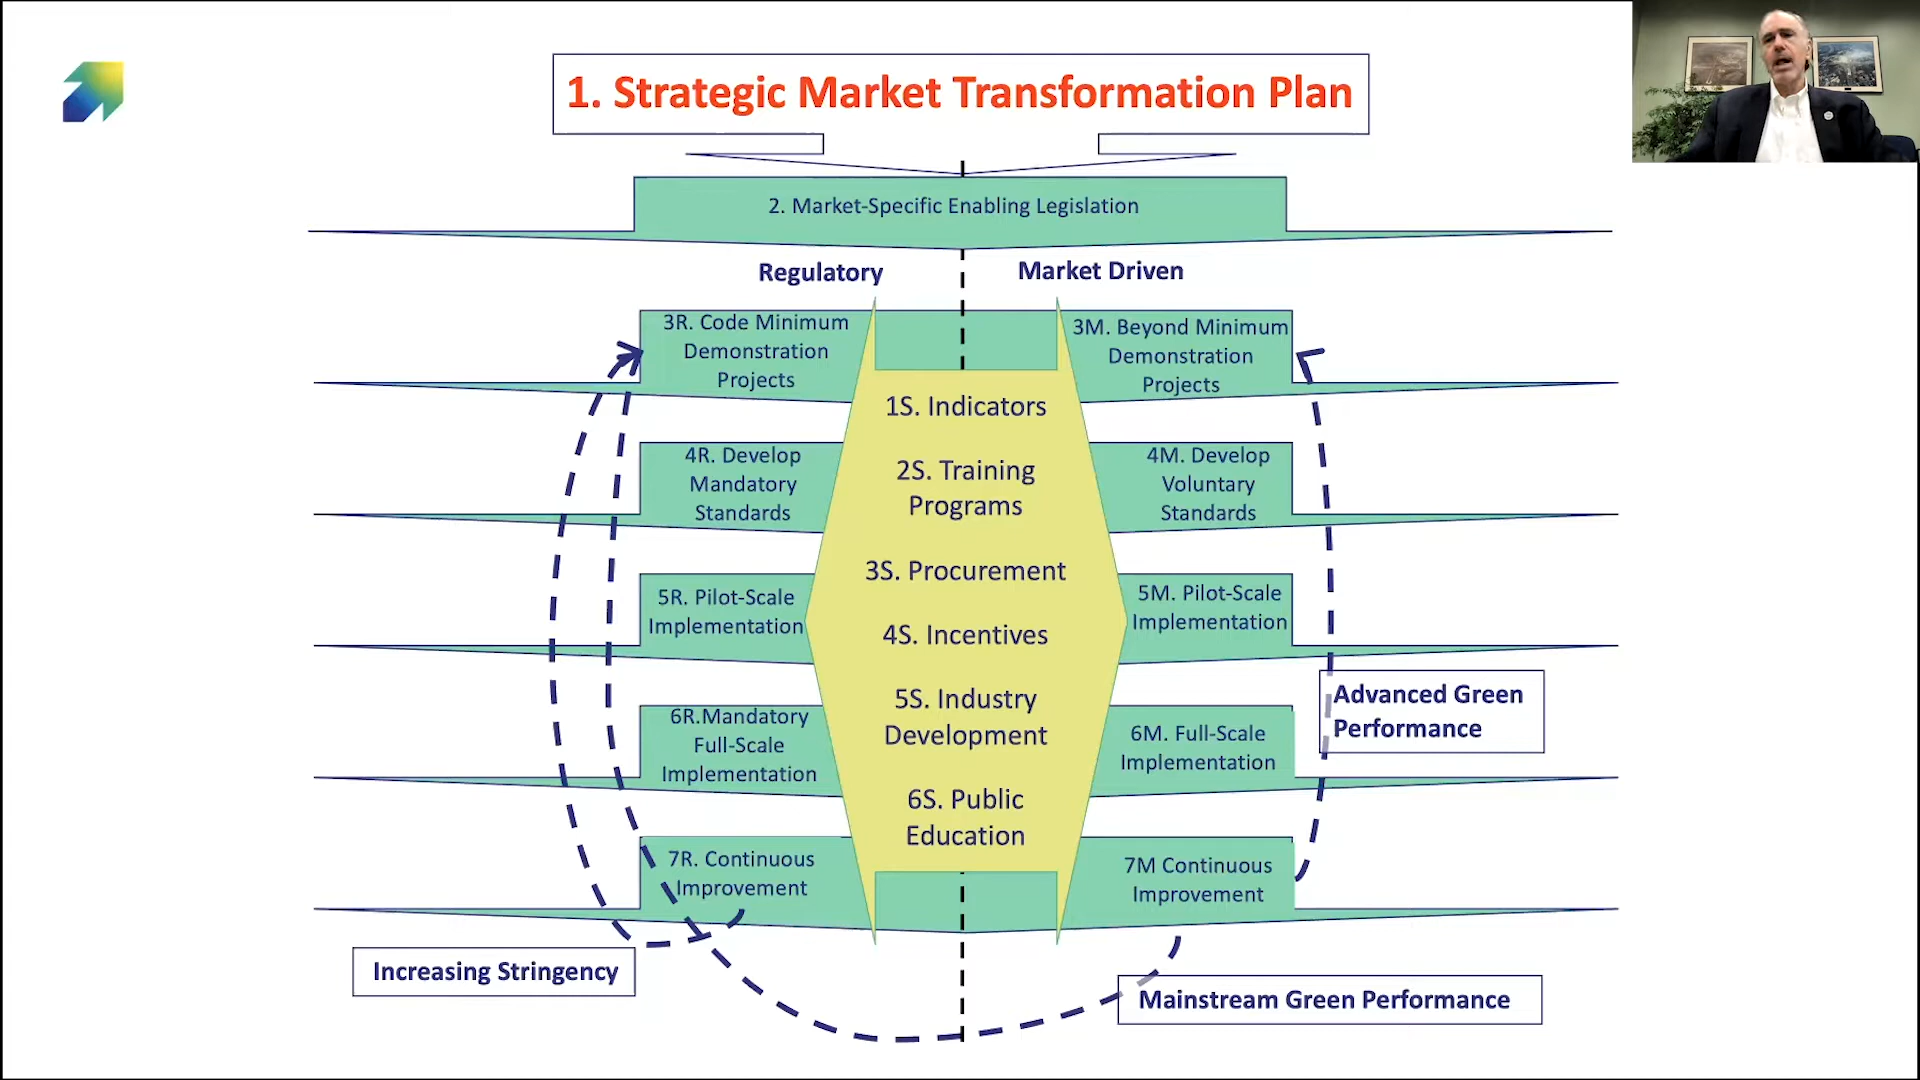 1. Strategic Market Transformation Plan
2. Market-Specific Enabling Legislation
Regulatory
Market Driven
3R. Code Minimum
Demonstration
Projects
3M. Beyond Minimum
Demonstration
Projects
1S. Indicators
4R. Develop
Mandatory
Standards
2S. Training
Programs
4M. Develop
Voluntary
Standards
3S. Procurement
5R. Pilot-Scale
Implementation
5M. Pilot-Scale
Implementation
4S. Incentives
5S. Industry
Development
Advanced Green
Performance
6R.Mandatory
Full-Scale
Implementation
6M. Full-Scale
Implementation
6S. Public
Education
7R. Continuous
Improvement
7M Continuous
Improvement
Increasing Stringency
Mainstream Green Performance